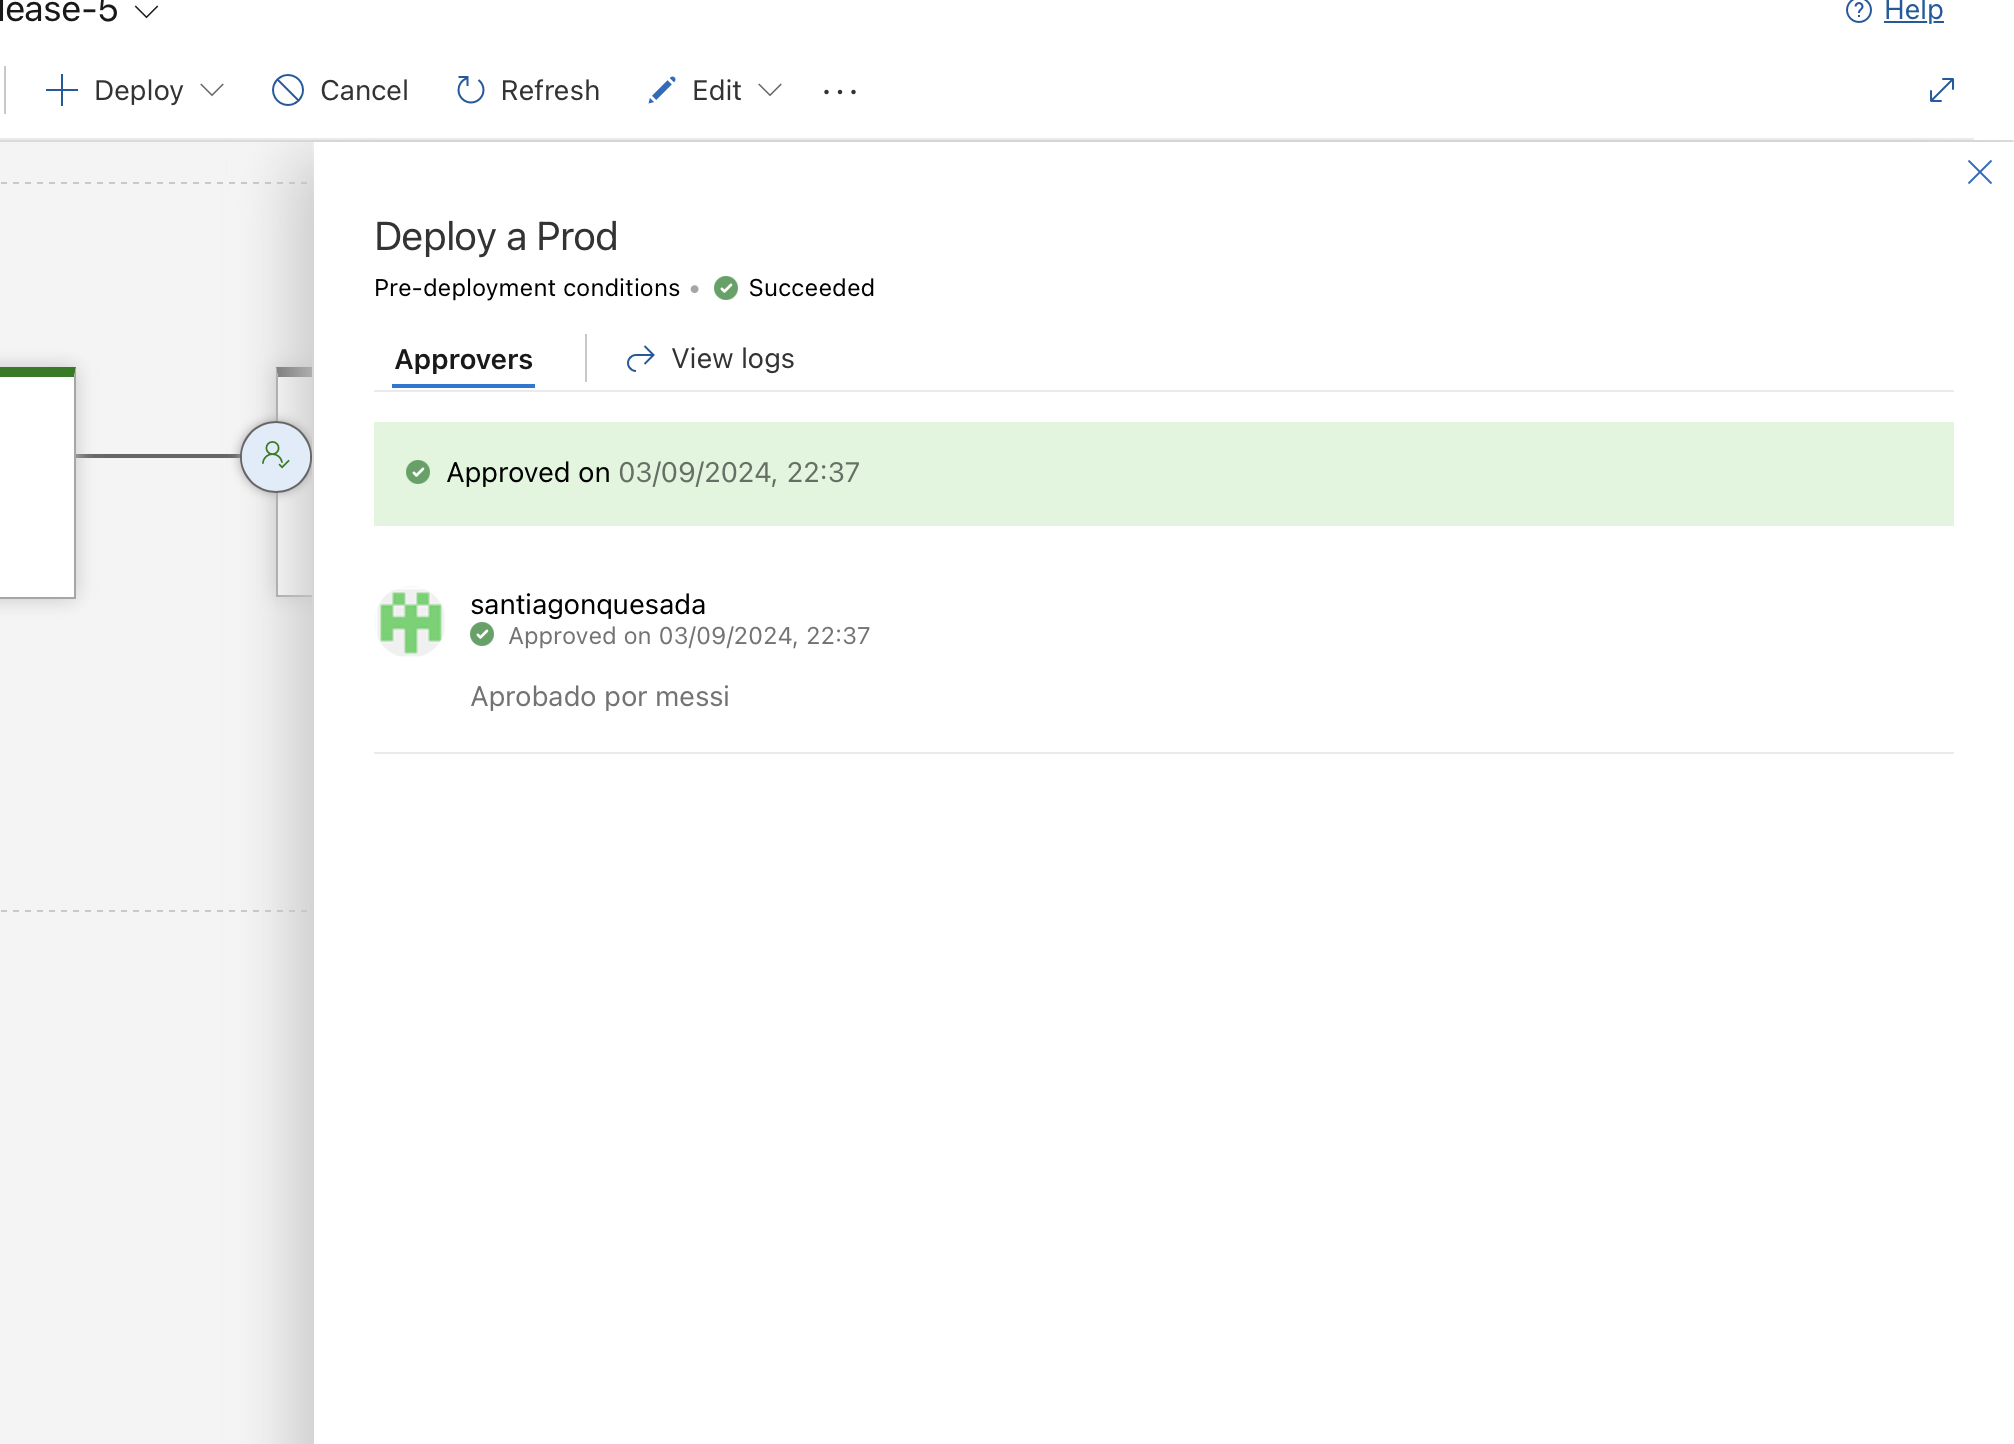 lease-5
Help
Deploy
Cancel
Refresh
Edit
Deploy a Prod
Pre-deployment conditions • Succeeded
Approvers
View logs
Approved on 03/09/2024, 22:37
santiagonquesada
Approved on 03/09/2024, 22:37
Aprobado por messi